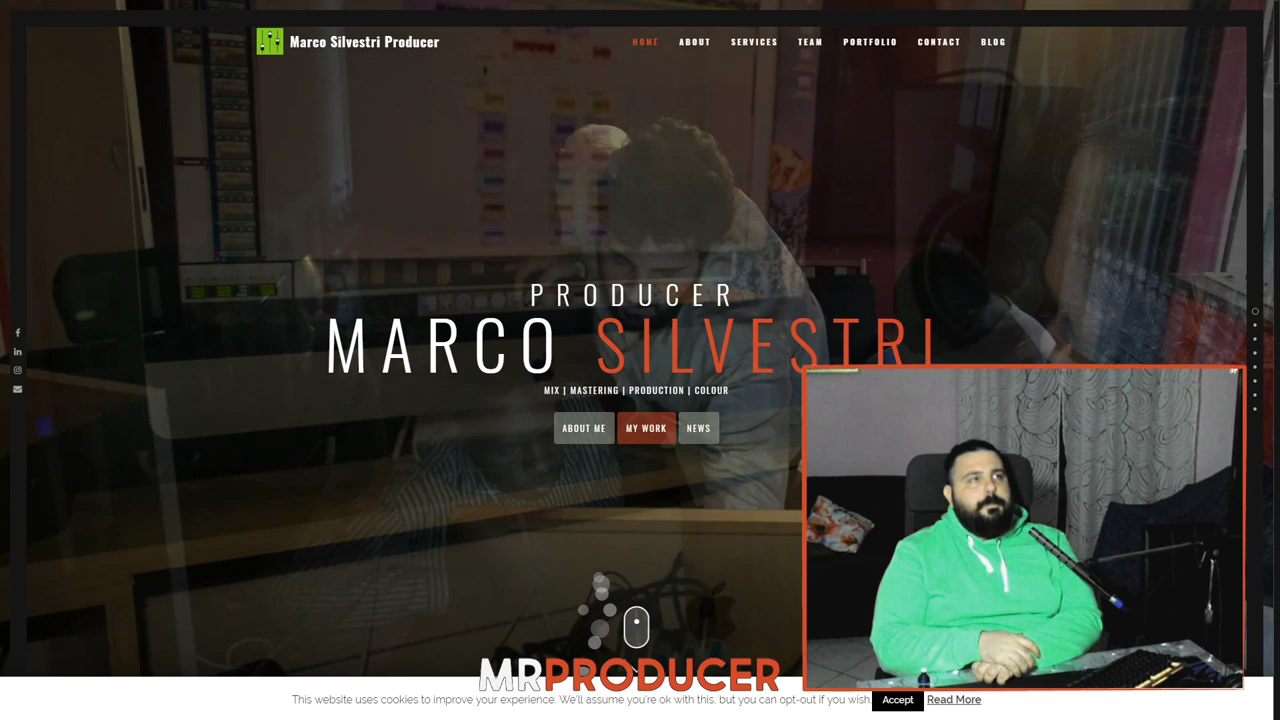 Marco Silvestri Producer
HOME ABOUT SERVICES TEAM PORTFOLIO CONTACT BLOG
PRODUCER
MARCO SILVESTRI
MIX | MASTERING | PRODUCTION | COLOUR
ABOUT ME MY WORK NEWS
MRPRODUCER
This website uses cookies to improve your experience. We'll assume you're ok with this, but you can opt-out if you wish. Accept Read More